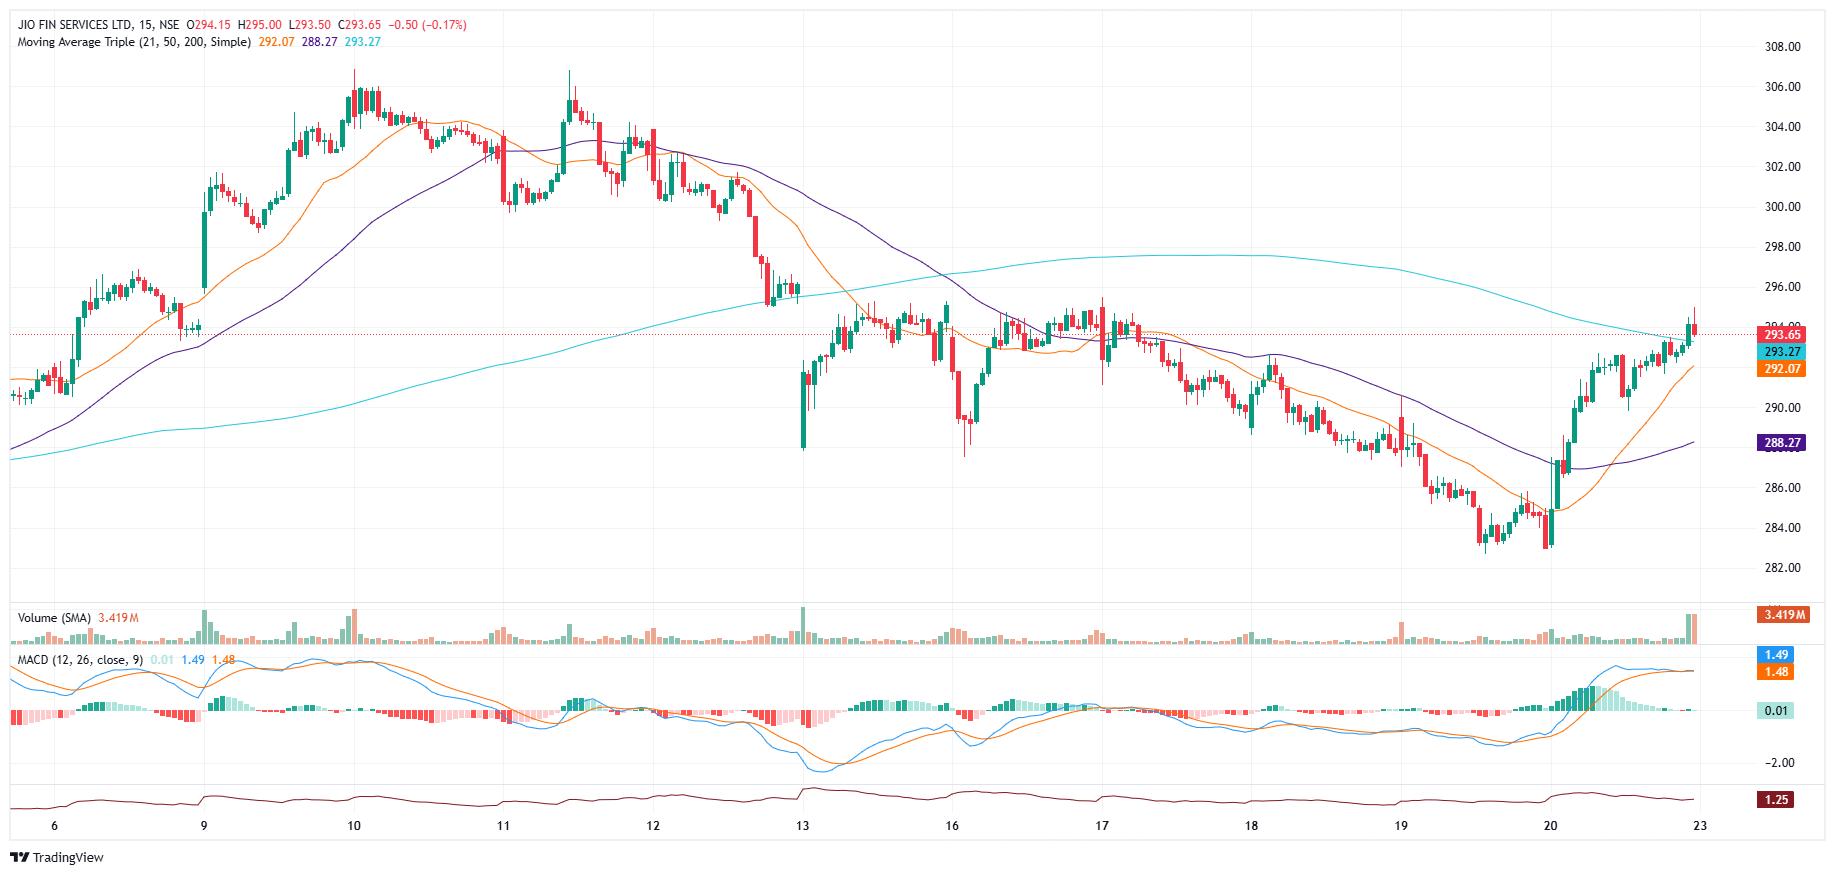 JIO FIN SERVICES LTD, 15, NSE O294.15 H295.00 L293.50 C293.65 −0.50 (−0.17%)
Moving Average Triple (21, 50, 200, Simple) 292.07 288.27 293.27
308.00
306.00
304.00
302.00
300.00
298.00
296.00
293.65
293.27
292.07
290.00
288.27
286.00
284.00
282.00
Volume (SMA) 3.419M
3.419M
MACD (12, 26, close, 9) 0.01 1.49 1.48
1.49
1.48
0.01
−2.00
1.25
6 9 10 11 12 13 16 17 18 19 20 23
TradingView